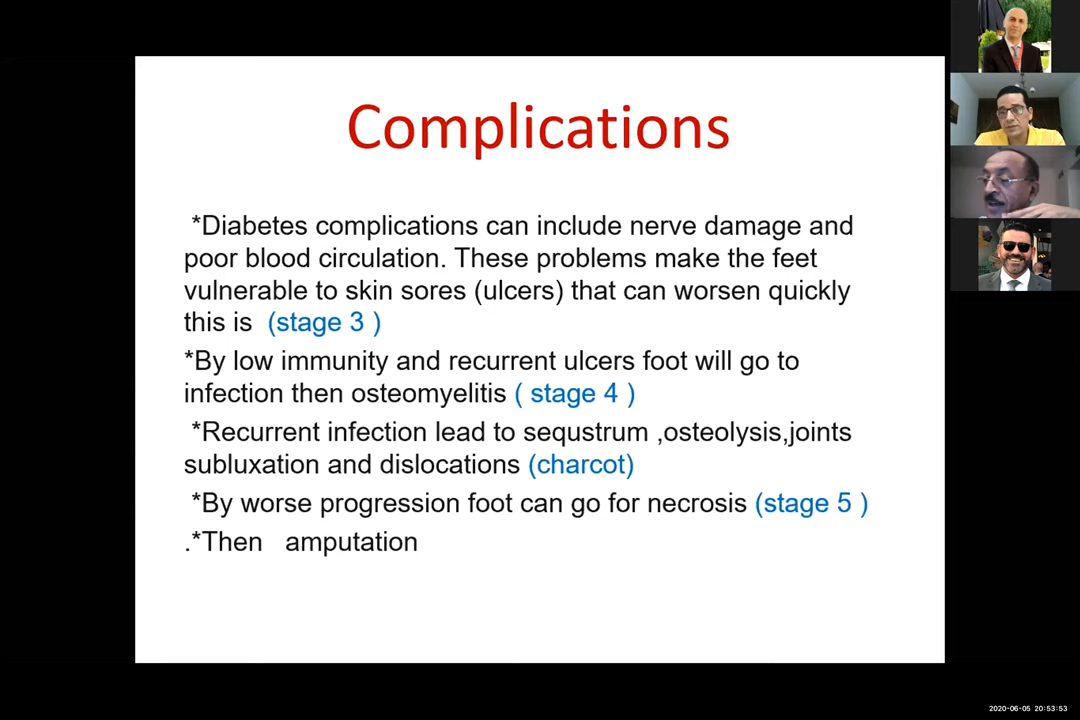 Complications
*Diabetes complications can include nerve damage and
poor blood circulation. These problems make the feet
vulnerable to skin sores (ulcers) that can worsen quickly
this is (stage 3 )
*By low immunity and recurrent ulcers foot will go to
infection then osteomyelitis ( stage 4 )
*Recurrent infection lead to sequstrum ,osteolysis,joints
subluxation and dislocations (charcot)
*By worse progression foot can go for necrosis (stage 5 )
.*Then amputation
2020-06-05 20:53:53